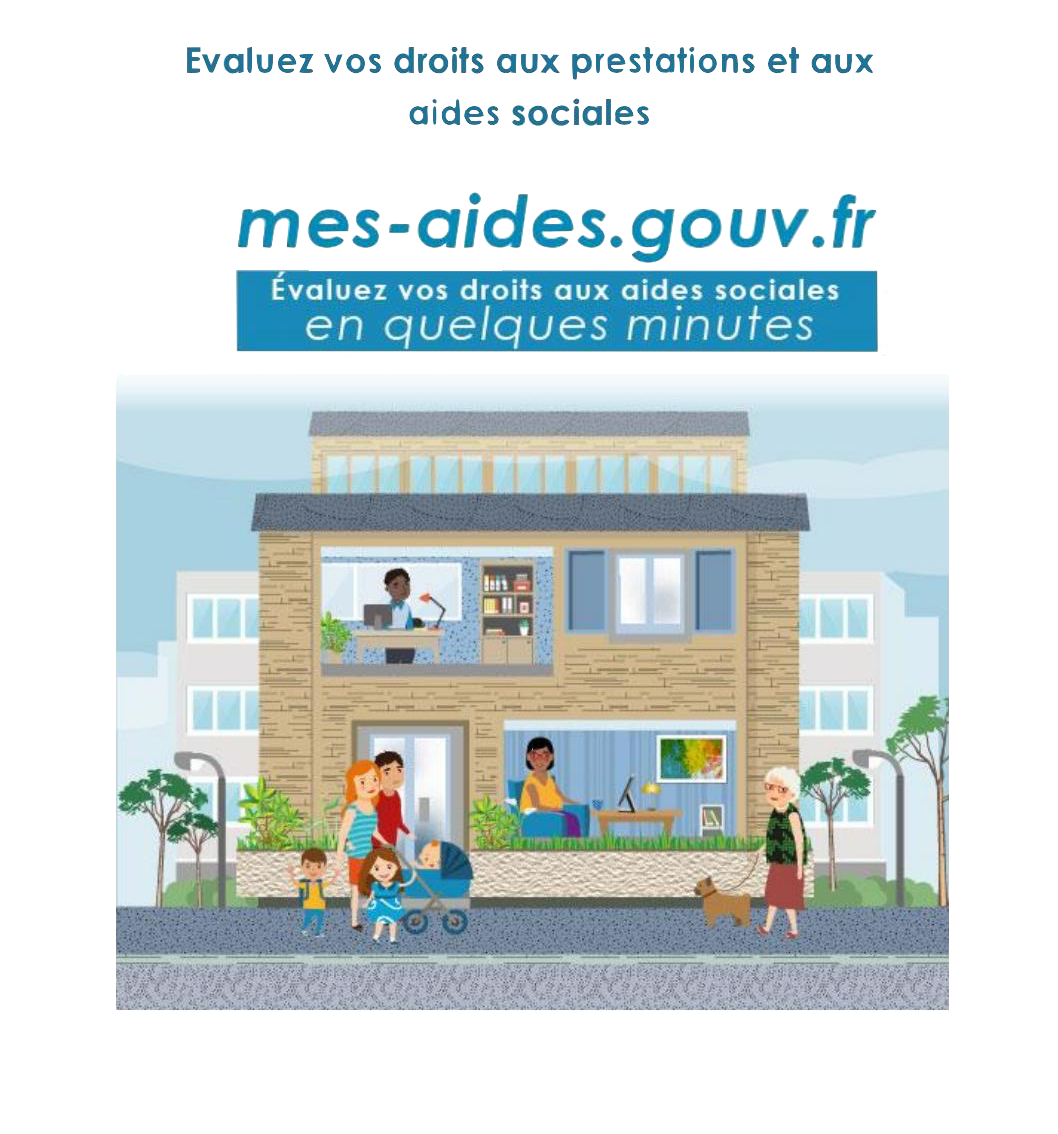 Evaluez vos droits aux prestations et aux
aides sociales
mes-aides.gouv.fr
Évaluez vos droits aux aides sociales
en quelques minutes